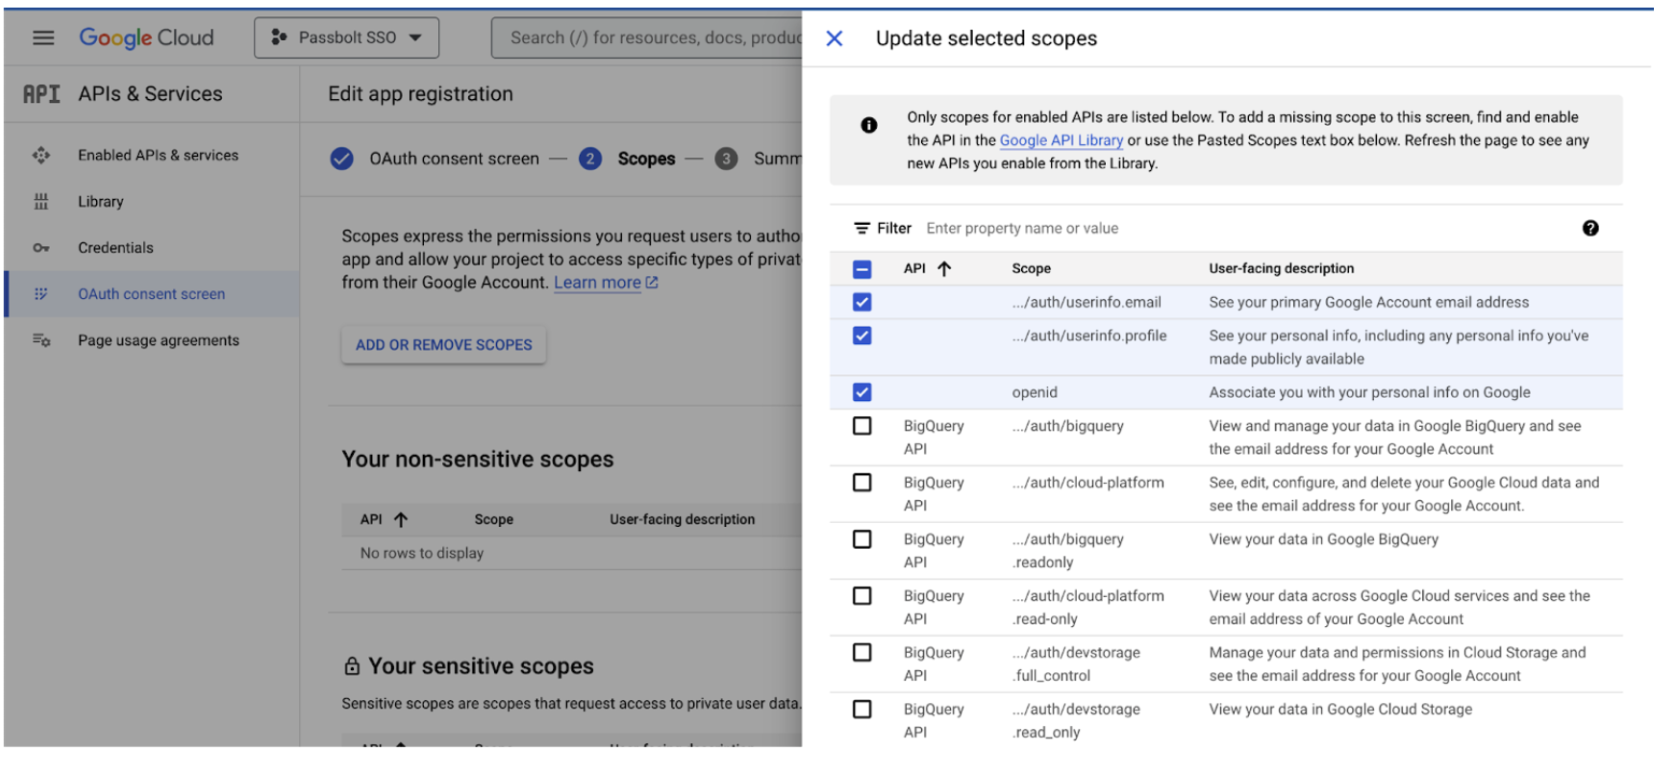 Google Cloud
Passbolt SSO
Search (/) for resources, docs, produc
API APIs & Services
Enabled APIs & services
Library
Credentials
OAuth consent screen
Page usage agreements
Edit app registration
OAuth consent screen — 2 Scopes — 3 Summ
Scopes express the permissions you request users to autho
app and allow your project to access specific types of privat
from their Google Account. Learn more
ADD OR REMOVE SCOPES
Your non-sensitive scopes
API Scope User-facing description
No rows to display
Your sensitive scopes
Sensitive scopes are scopes that request access to private user data.
Update selected scopes
Only scopes for enabled APIs are listed below. To add a missing scope to this screen, find and enable
the API in the Google API Library or use the Pasted Scopes text box below. Refresh the page to see any
new APIs you enable from the Library.
Filter Enter property name or value
API Scope User-facing description
.../auth/userinfo.email See your primary Google Account email address
.../auth/userinfo.profile See your personal info, including any personal info you've
made publicly available
openid Associate you with your personal info on Google
BigQuery .../auth/bigquery View and manage your data in Google BigQuery and see
API the email address for your Google Account
BigQuery .../auth/cloud-platform See, edit, configure, and delete your Google Cloud data and
API see the email address for your Google Account.
BigQuery .../auth/bigquery View your data in Google BigQuery
API .readonly
BigQuery .../auth/cloud-platform View your data across Google Cloud services and see the
API .read-only email address of your Google Account
BigQuery .../auth/devstorage Manage your data and permissions in Cloud Storage and
API .full_control see the email address for your Google Account
BigQuery .../auth/devstorage View your data in Google Cloud Storage
API .read_only